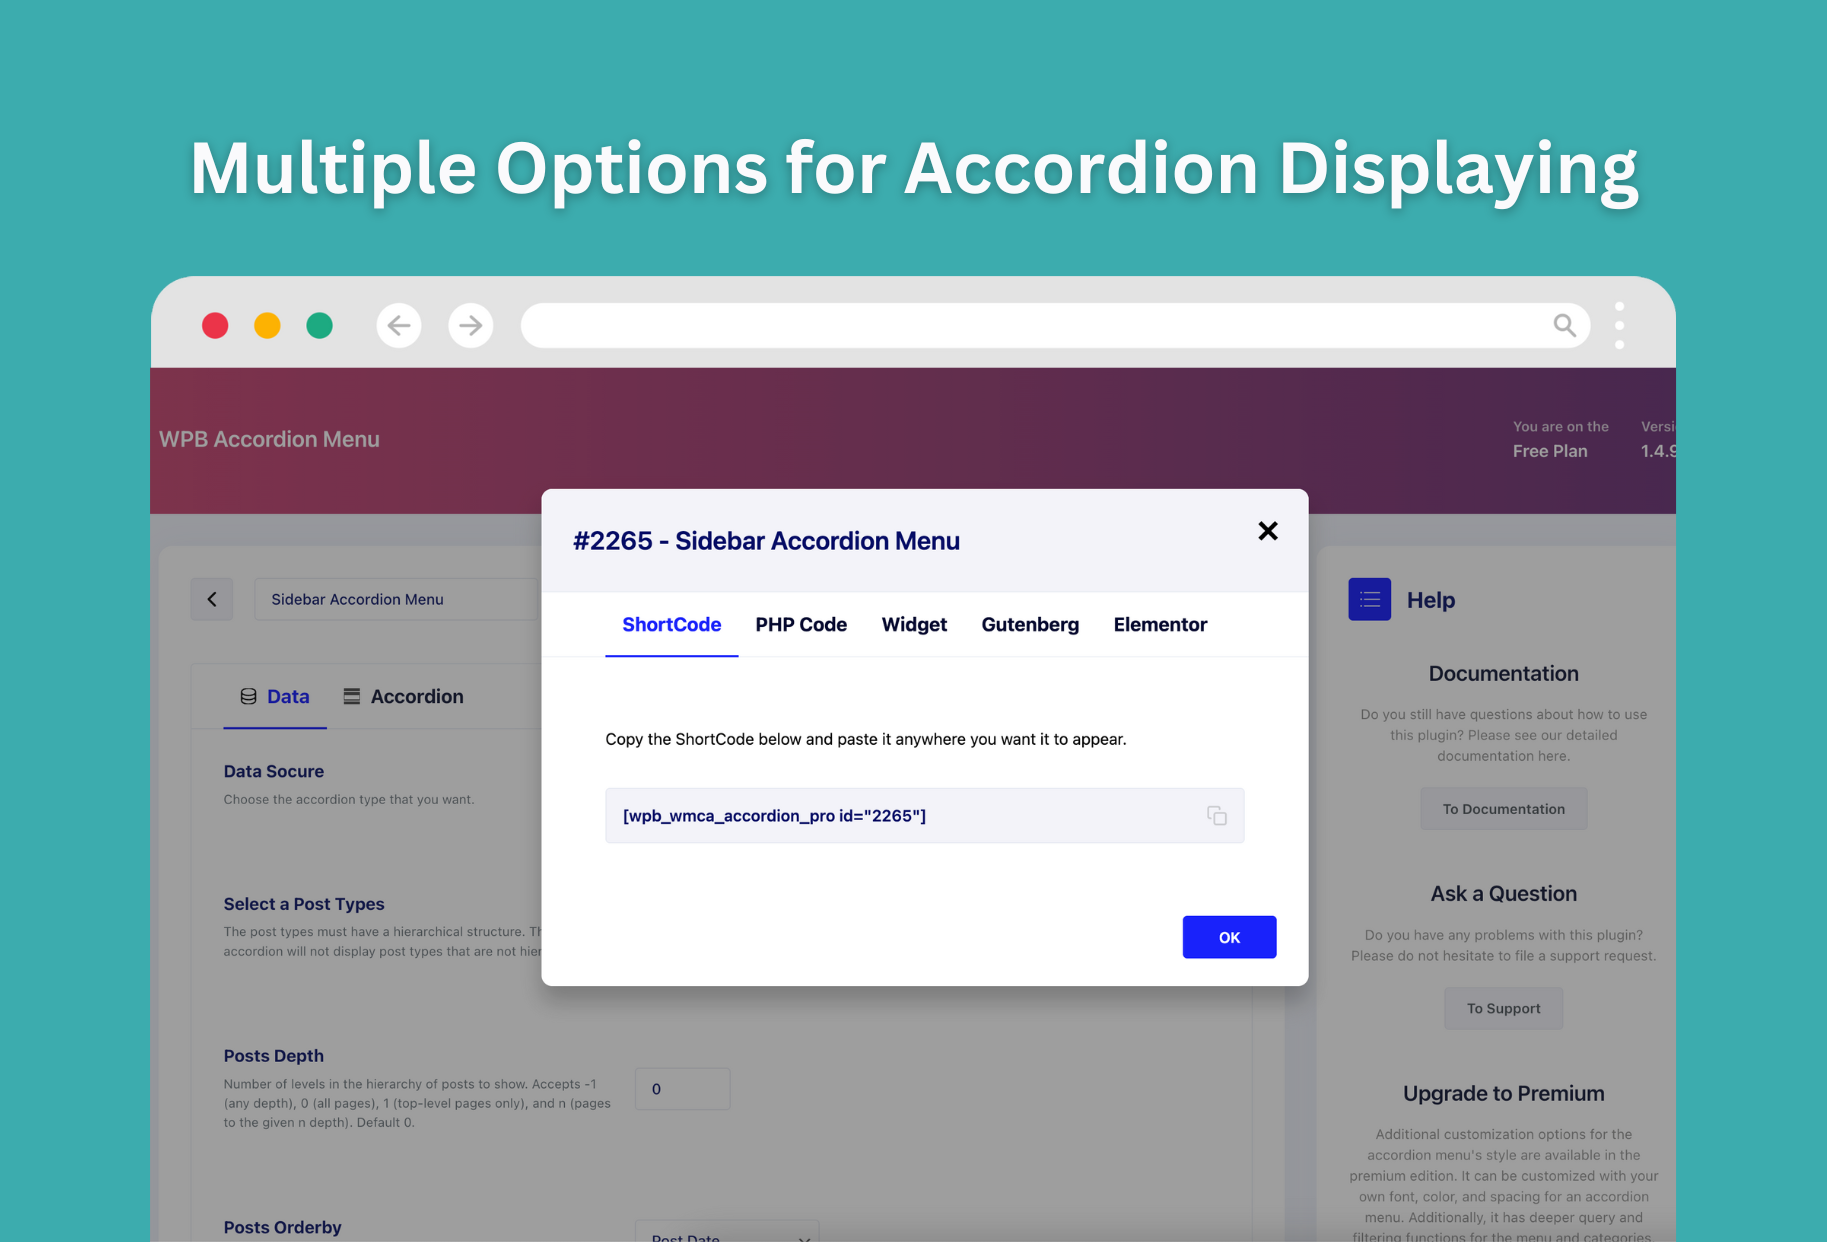 Multiple Options for Accordion Displaying
WPB Accordion Menu
You are on the
Free Plan
1.4.9
#2265 - Sidebar Accordion Menu
ShortCode PHP Code Widget Gutenberg Elementor
Copy the ShortCode below and paste it anywhere you want it to appear.
[wpb_wmca_accordion_pro id="2265"]
OK
Sidebar Accordion Menu
Data Accordion
Data Socure
Choose the accordion type that you want.
Select a Post Types
The post types must have a hierarchical structure.
accordion will not display post types that are not
Posts Depth
Number of levels in the hierarchy of posts to show. Accepts -1
(any depth), 0 (all pages), 1 (top-level pages only), and n (pages
to the given n depth). Default 0.
0
Posts Orderby
Post Date
Help
Documentation
Do you still have questions about how to use
this plugin? Please see our detailed
documentation here.
To Documentation
Ask a Question
Do you have any problems with this plugin?
Please do not hesitate to file a support request.
To Support
Upgrade to Premium
Additional customization options for the
accordion menu's style are available in the
premium edition. It can be customized with your
own font, color, and spacing for an accordion
menu. Additionally, it has deeper query and
filtering functions for the menu and categories